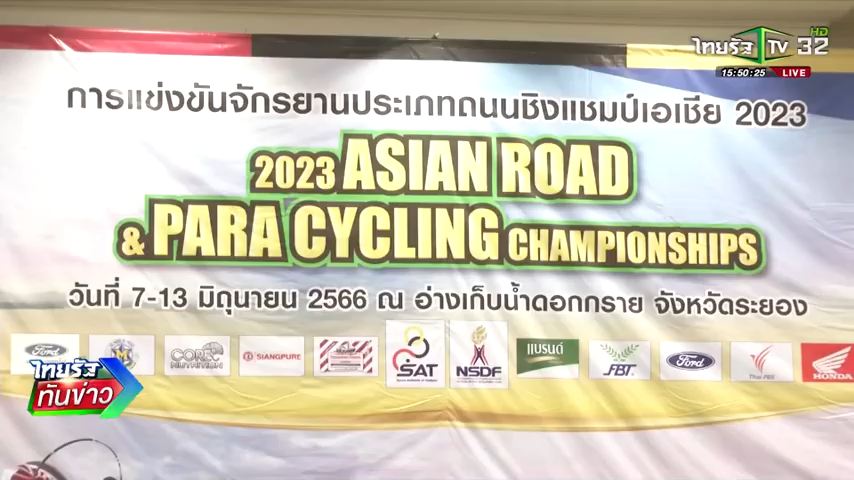 ไทยรัฐ TV 32 HD
15:50:25 LIVE
การแข่งขันจักรยานประเภทถนนชิงแชมป์เอเชีย 2023
2023 ASIAN ROAD
& PARA CYCLING CHAMPIONSHIPS
วันที่ 7-13 มิถุนายน 2566 ณ อ่างเก็บน้ำดอกกราย จังหวัดระยอง
Ford
CORE NUTRITION
SIANGPURE
SAT
NSDF
แบรนด์
FBT
Ford
Thai PBS
HONDA
ไทยรัฐ
ทันข่าว